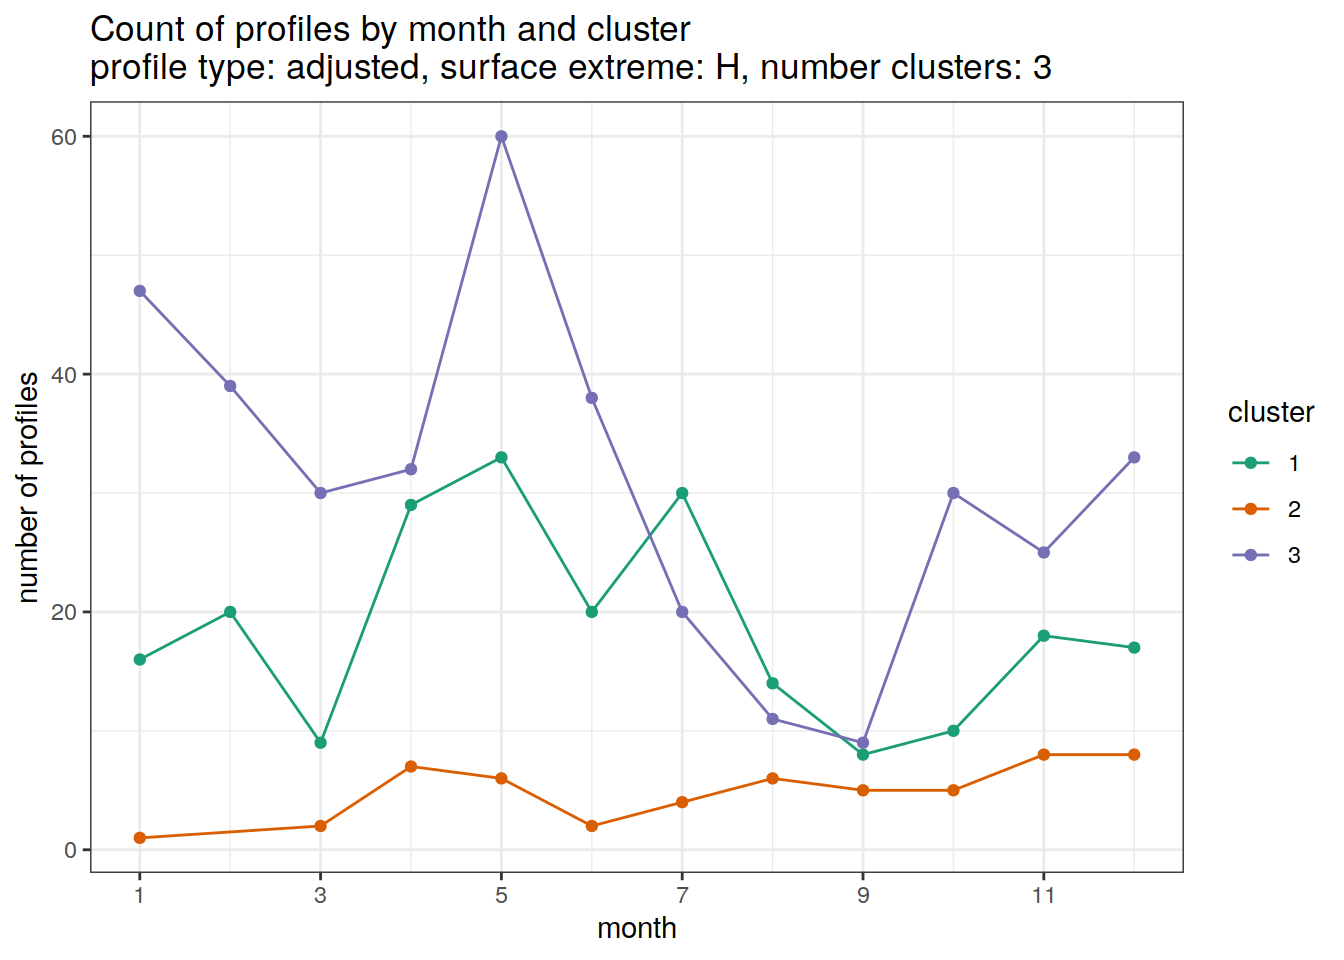 Count of profiles by month and cluster
profile type: adjusted, surface extreme: H, number clusters: 3
60
40
20
0
number of profiles
1 3 5 7 9 11
month
cluster
1
2
3